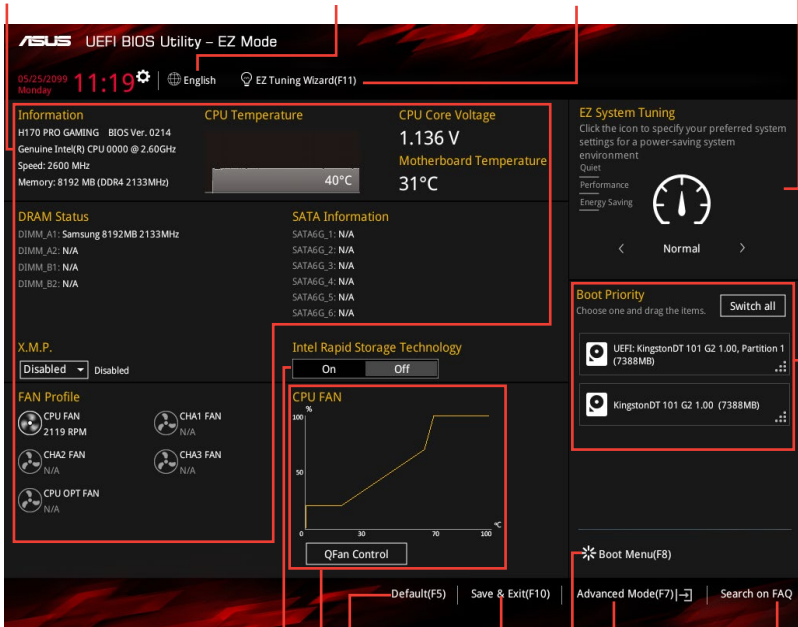 ASUS UEFI BIOS Utility – EZ Mode
05/25/2099
Monday
11:19
English
EZ Tuning Wizard(F11)
Information
H170 PRO GAMING BIOS Ver. 0214
Genuine Intel(R) CPU 0000 @ 2.60GHz
Speed: 2600 MHz
Memory: 8192 MB (DDR4 2133MHz)
CPU Temperature
40°C
CPU Core Voltage
1.136 V
Motherboard Temperature
31°C
EZ System Tuning
Click the icon to specify your preferred system
settings for a power-saving system
environment
Quiet
Performance
Energy Saving
< Normal >
DRAM Status
DIMM_A1: Samsung 8192MB 2133MHz
DIMM_A2: N/A
DIMM_B1: N/A
DIMM_B2: N/A
SATA Information
SATA6G_1: N/A
SATA6G_2: N/A
SATA6G_3: N/A
SATA6G_4: N/A
SATA6G_5: N/A
SATA6G_6: N/A
Boot Priority
Choose one and drag the items.
Switch all
UEFI: KingstonDT 101 G2 1.00, Partition 1
(7388MB)
KingstonDT 101 G2 1.00 (7388MB)
X.M.P.
Disabled Disabled
Intel Rapid Storage Technology
On Off
FAN Profile
CPU FAN
2119 RPM
CHA1 FAN
N/A
CHA2 FAN
N/A
CHA3 FAN
N/A
CPU OPT FAN
N/A
CPU FAN
%
100
50
°C
0 30 70 100
QFan Control
Boot Menu(F8)
Default(F5)
Save & Exit(F10)
Advanced Mode(F7)
Search on FAQ